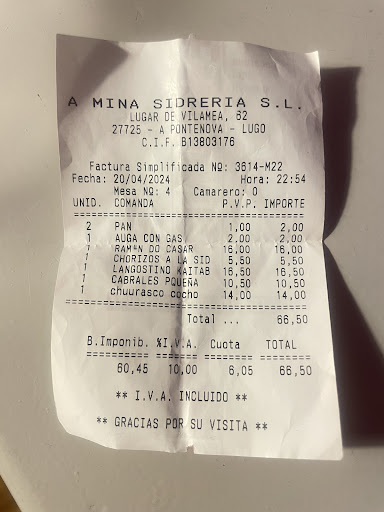 A MINA SIDRERIA S.L.
LUGAR DE VILAMEA, 62
27725 - A PONTENOVA - LUGO
C.I.F. B13803176
Factura Simplificada Nº: 3614-M22
Fecha: 20/04/2024 Hora: 22:54
Mesa Nº: 4 Camarero: 0
UNID. COMANDA P.V.P. IMPORTE
2 PAN 1,00 2,00
1 AUGA CON GAS 2,00 2,00
1 RAMEN DO CASAR 16,00 16,00
1 CHORIZOS A LA SID 5,50 5,50
1 LANGOSTINO KAITAB 16,50 16,50
1 CABRALES PQUEÑA 10,50 10,50
1 chuurasco cocho 14,00 14,00
Total ... 66,50
B.Imponib. %I.V.A. Cuota TOTAL
60,45 10,00 6,05 66,50
** I.V.A. INCLUIDO **
** GRACIAS POR SU VISITA **